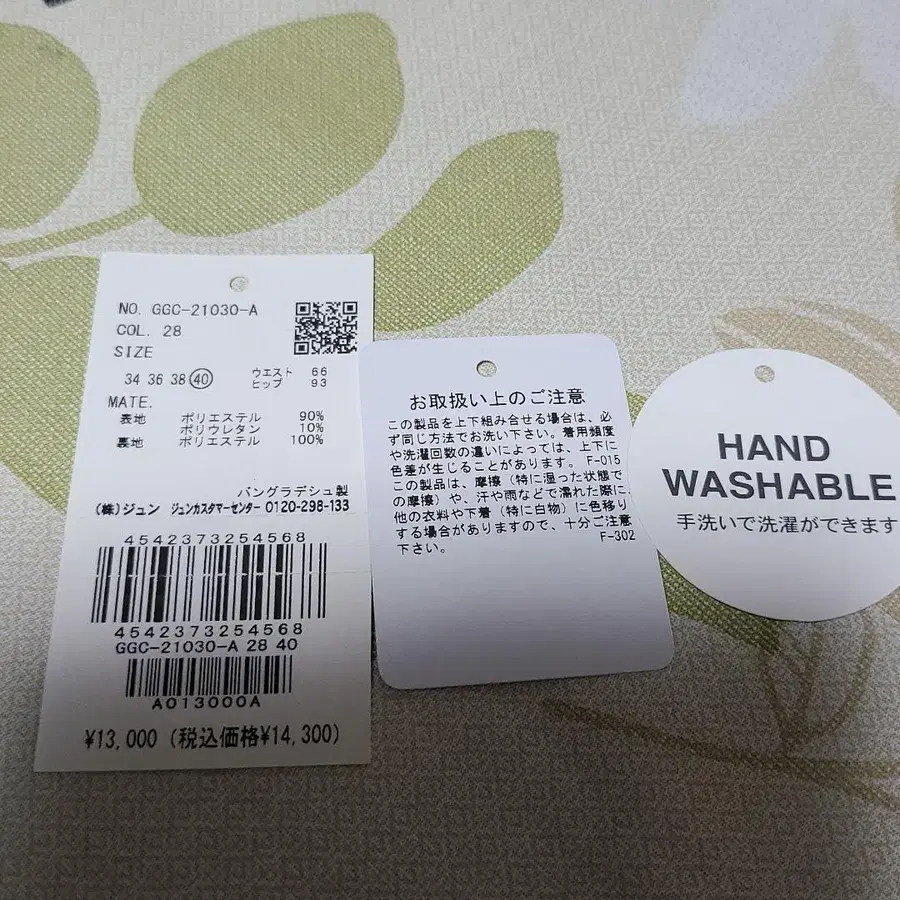 NO. GGC-21030-A
COL. 28
SIZE
34 36 38 40
ウエスト 66
ヒップ 93
MATE.
表地 ポリエステル 90%
ポリウレタン 10%
裏地 ポリエステル 100%
バングラデシュ製
(株)ジュン ジュンカスタマーセンター 0120-298-133
4542373254568
4542373254568
GGC-21030-A 28 40
A013000A
¥13,000 (税込価格¥14,300)
お取扱い上のご注意
この製品を上下組み合せる場合は、必
ず同じ方法でお洗い下さい。着用頻度
や洗濯回数の違いによっては、上下に
色差が生じることがあります。 F-015
この製品は、摩擦（特に湿った状態で
の摩擦）や、汗や雨などで濡れた際に、
他の衣料や下着（特に白物）に色移り
する場合がありますので、十分ご注意
下さい。 F-302
HAND
WASHABLE
手洗いで洗濯ができます